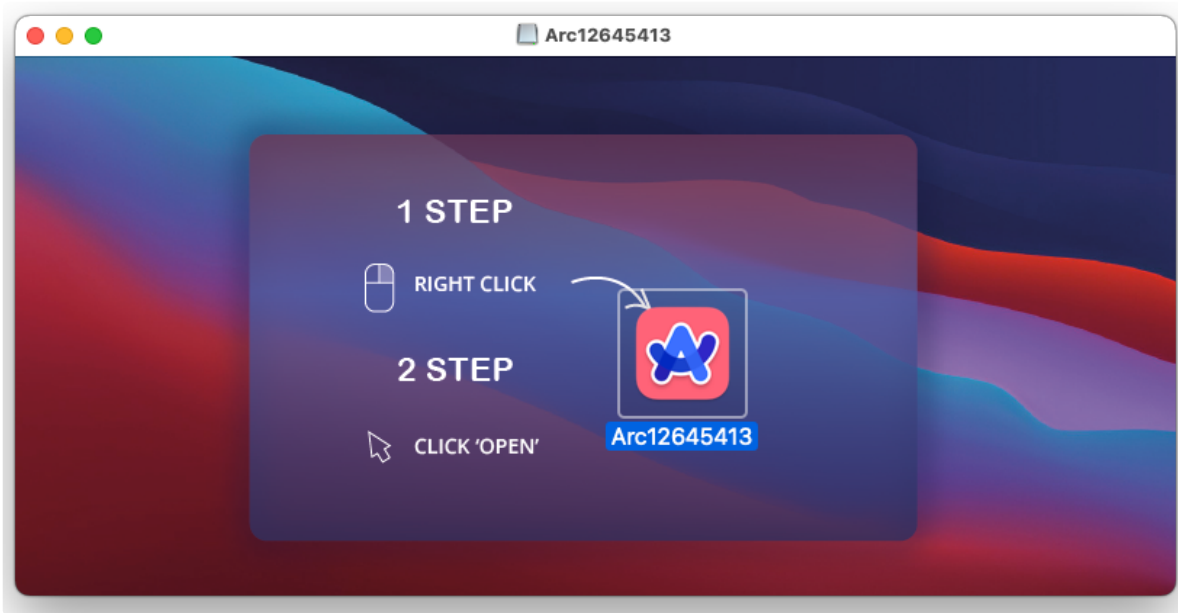 Arc12645413
1 STEP
RIGHT CLICK
2 STEP
CLICK ‘OPEN’
Arc12645413